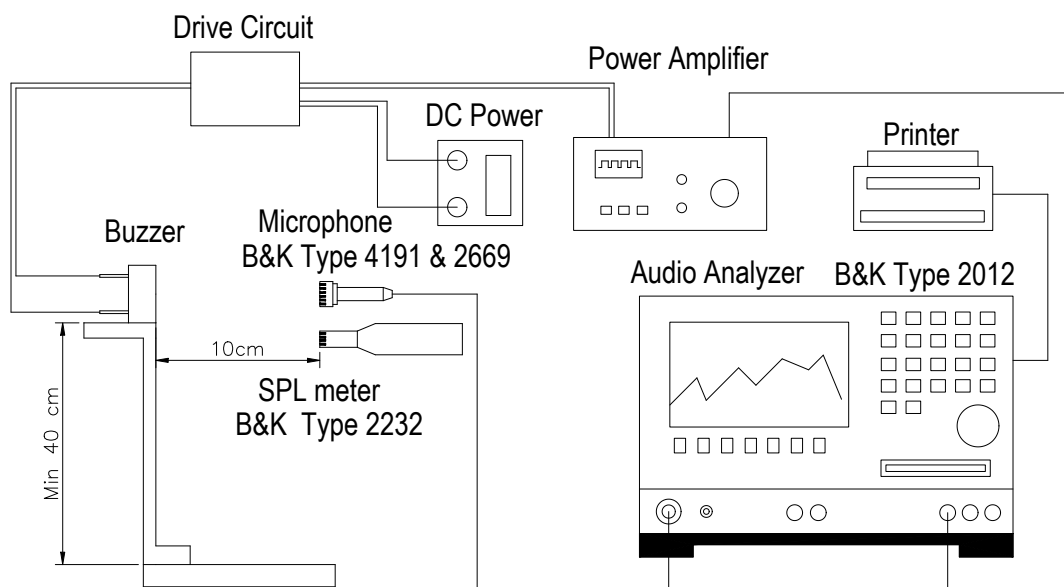 Drive Circuit
Power Amplifier
DC Power
Printer
Buzzer
Microphone
B&K Type 4191 & 2669
Audio Analyzer
B&K Type 2012
10cm
SPL meter
B&K Type 2232
Min 40 cm